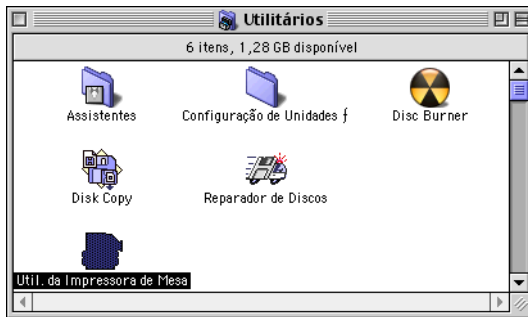 Utilitários
6 itens, 1,28 GB disponível
Assistentes
Configuração de Unidades ƒ
Disc Burner
Disk Copy
Reparador de Discos
Util. da Impressora de Mesa